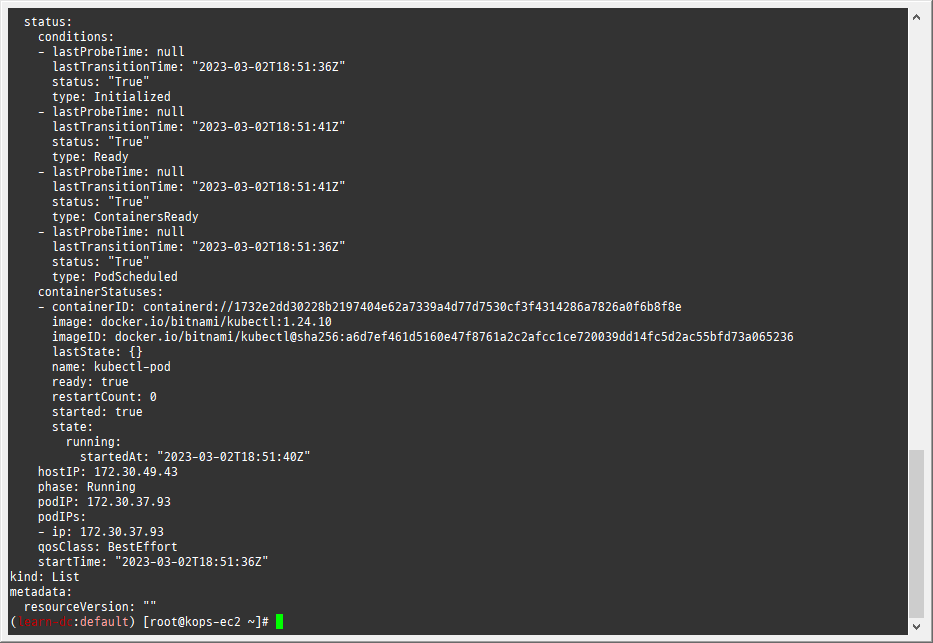 status:
conditions:
- lastProbeTime: null
lastTransitionTime: "2023-03-02T18:51:36Z"
status: "True"
type: Initialized
- lastProbeTime: null
lastTransitionTime: "2023-03-02T18:51:41Z"
status: "True"
type: Ready
- lastProbeTime: null
lastTransitionTime: "2023-03-02T18:51:41Z"
status: "True"
type: ContainersReady
- lastProbeTime: null
lastTransitionTime: "2023-03-02T18:51:36Z"
status: "True"
type: PodScheduled
containerStatuses:
- containerID: containerd://1732e2dd30228b2197404e62a7339a4d77d7530cf3f4314286a7826a0f6b8f8e
image: docker.io/bitnami/kubectl:1.24.10
imageID: docker.io/bitnami/kubectl@sha256:a6d7ef461d5160e47f8761a2c2afcc1ce720039dd14fc5d2ac55bfd73a065236
lastState: {}
name: kubectl-pod
ready: true
restartCount: 0
started: true
state:
running:
startedAt: "2023-03-02T18:51:40Z"
hostIP: 172.30.49.43
phase: Running
podIP: 172.30.37.93
podIPs:
- ip: 172.30.37.93
qosClass: BestEffort
startTime: "2023-03-02T18:51:36Z"
kind: List
metadata:
resourceVersion: ""
(:default) [root@kops-ec2 ~]#